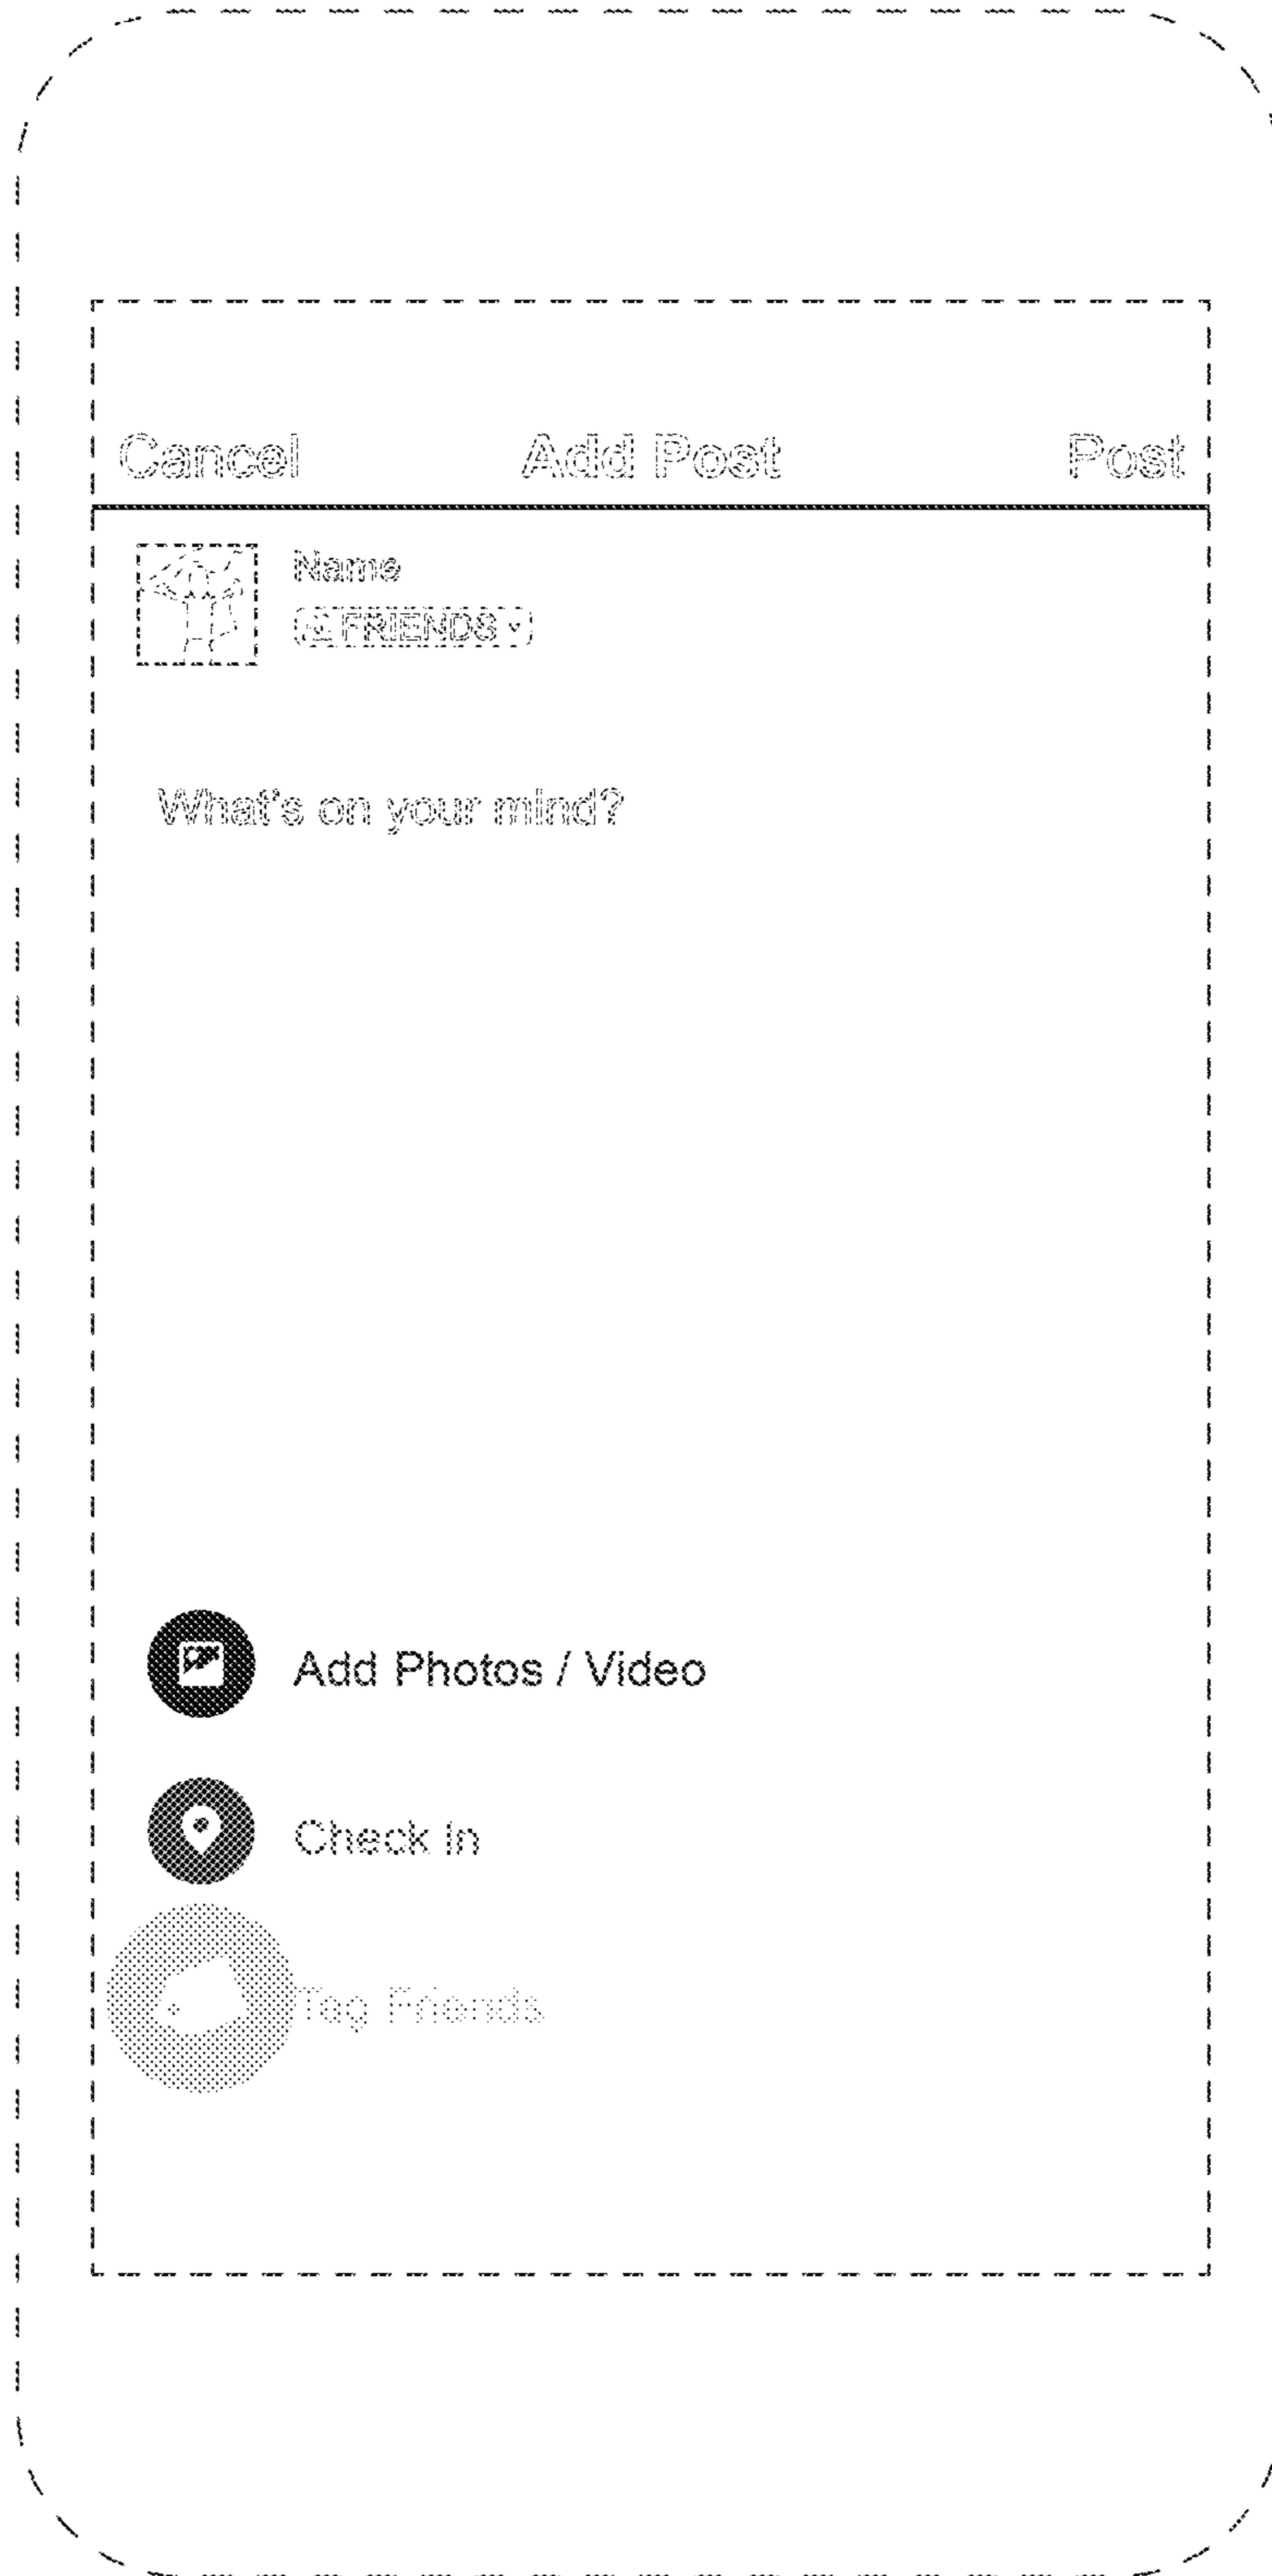 Cancel Add Post Post
Name
FRIENDS
What's on your mind?
Add Photos / Video
Check In
Tag Friends